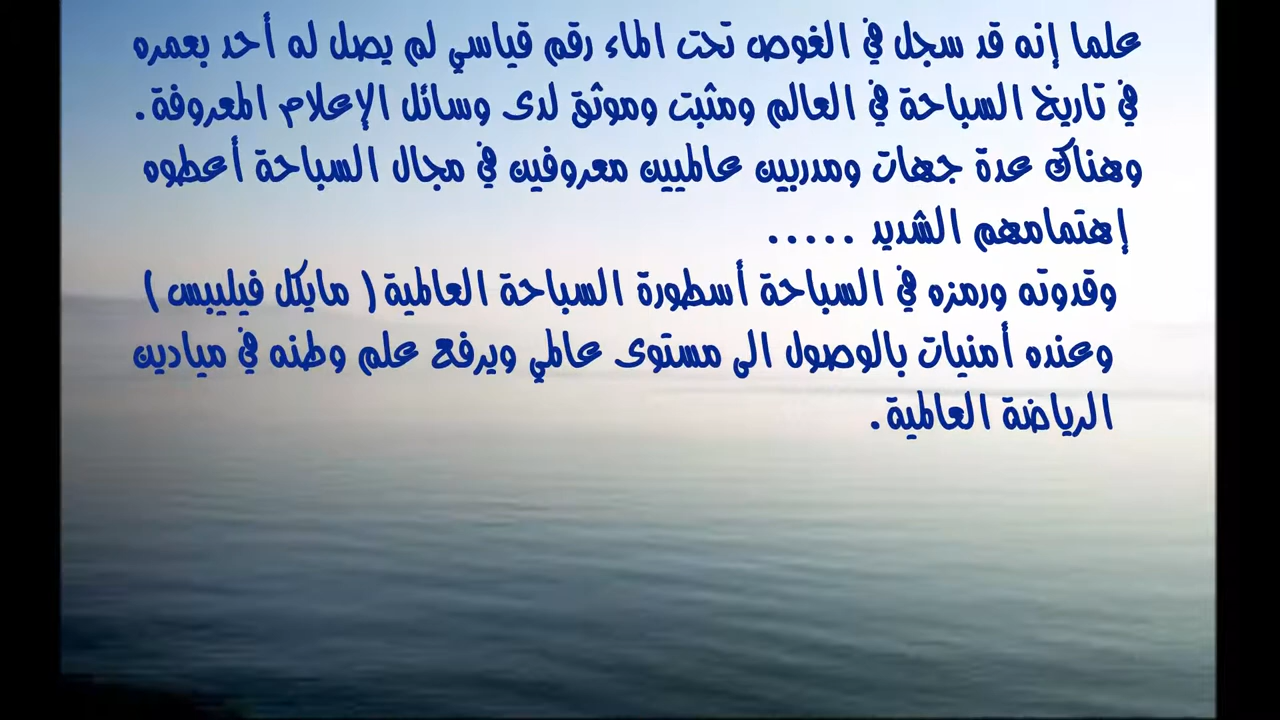 علما إنه قد سجل في الغوص تحت الماء رقم قياسي لم يصل له أحد بعمره
في تاريخ السباحة في العالم ومثبت وموثق لدى وسائل الإعلام المعروفة .
وهناك عدة جهات ومدربين عالميين معروفين في مجال السباحة أعطوه
إهتمامهم الشديد .....
وقدوته ورمزه في السباحة أسطورة السباحة العالمية ( مايكل فيليبس )
وعنده أمنيات بالوصول الى مستوى عالمي ويرفع علم وطنه في ميادين
الرياضة العالمية .